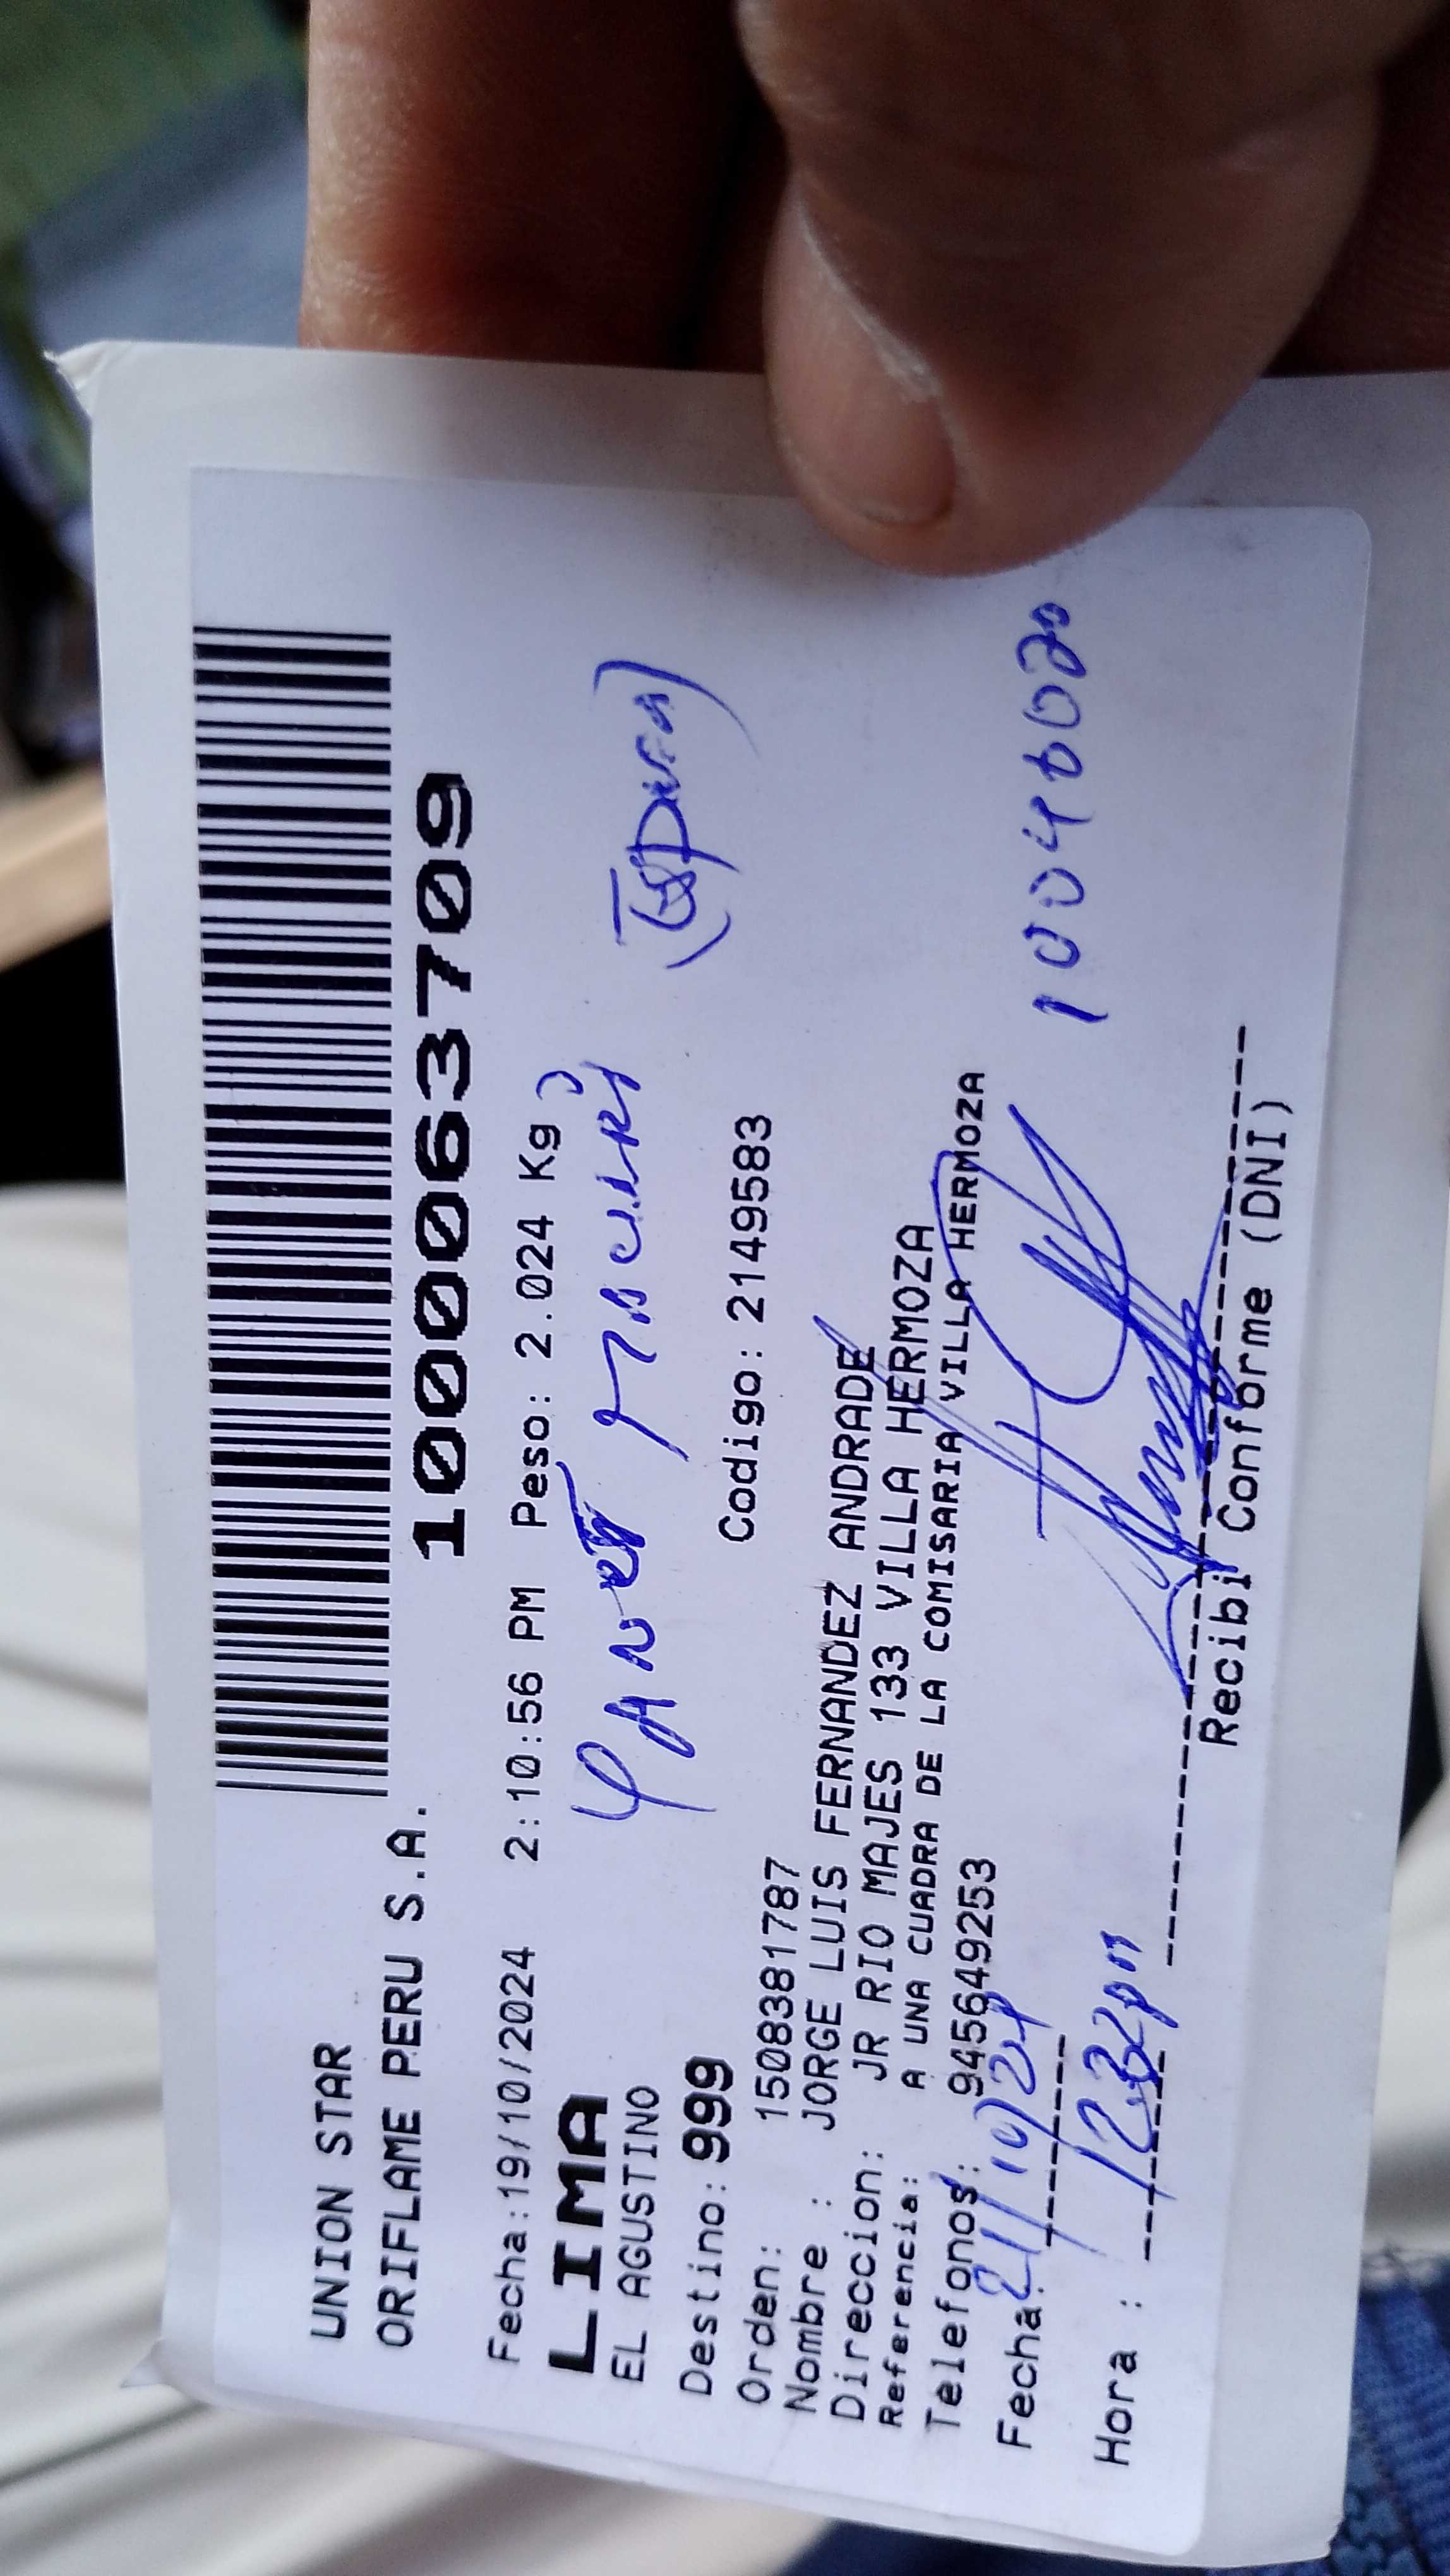 UNION STAR
ORIFLAME PERU S.A.
10000063709
Fecha:19/10/2024 2:10:56 PM Peso: 2.024 Kg
LIMA
EL AGUSTINO
Destino: 999
Codigo: 2149583
Orden: 1508381787
Nombre : JORGE LUIS FERNANDEZ ANDRADE
Direccion: JR RIO MAJES 133 VILLA HERMOZA
Referencia: A UNA CUADRA DE LA COMISARIA VILLA HERMOZA
Telefonos: 945649253
Fecha: 21/10/24
Hora : 12:32pm
Recibi Conforme (DNI)